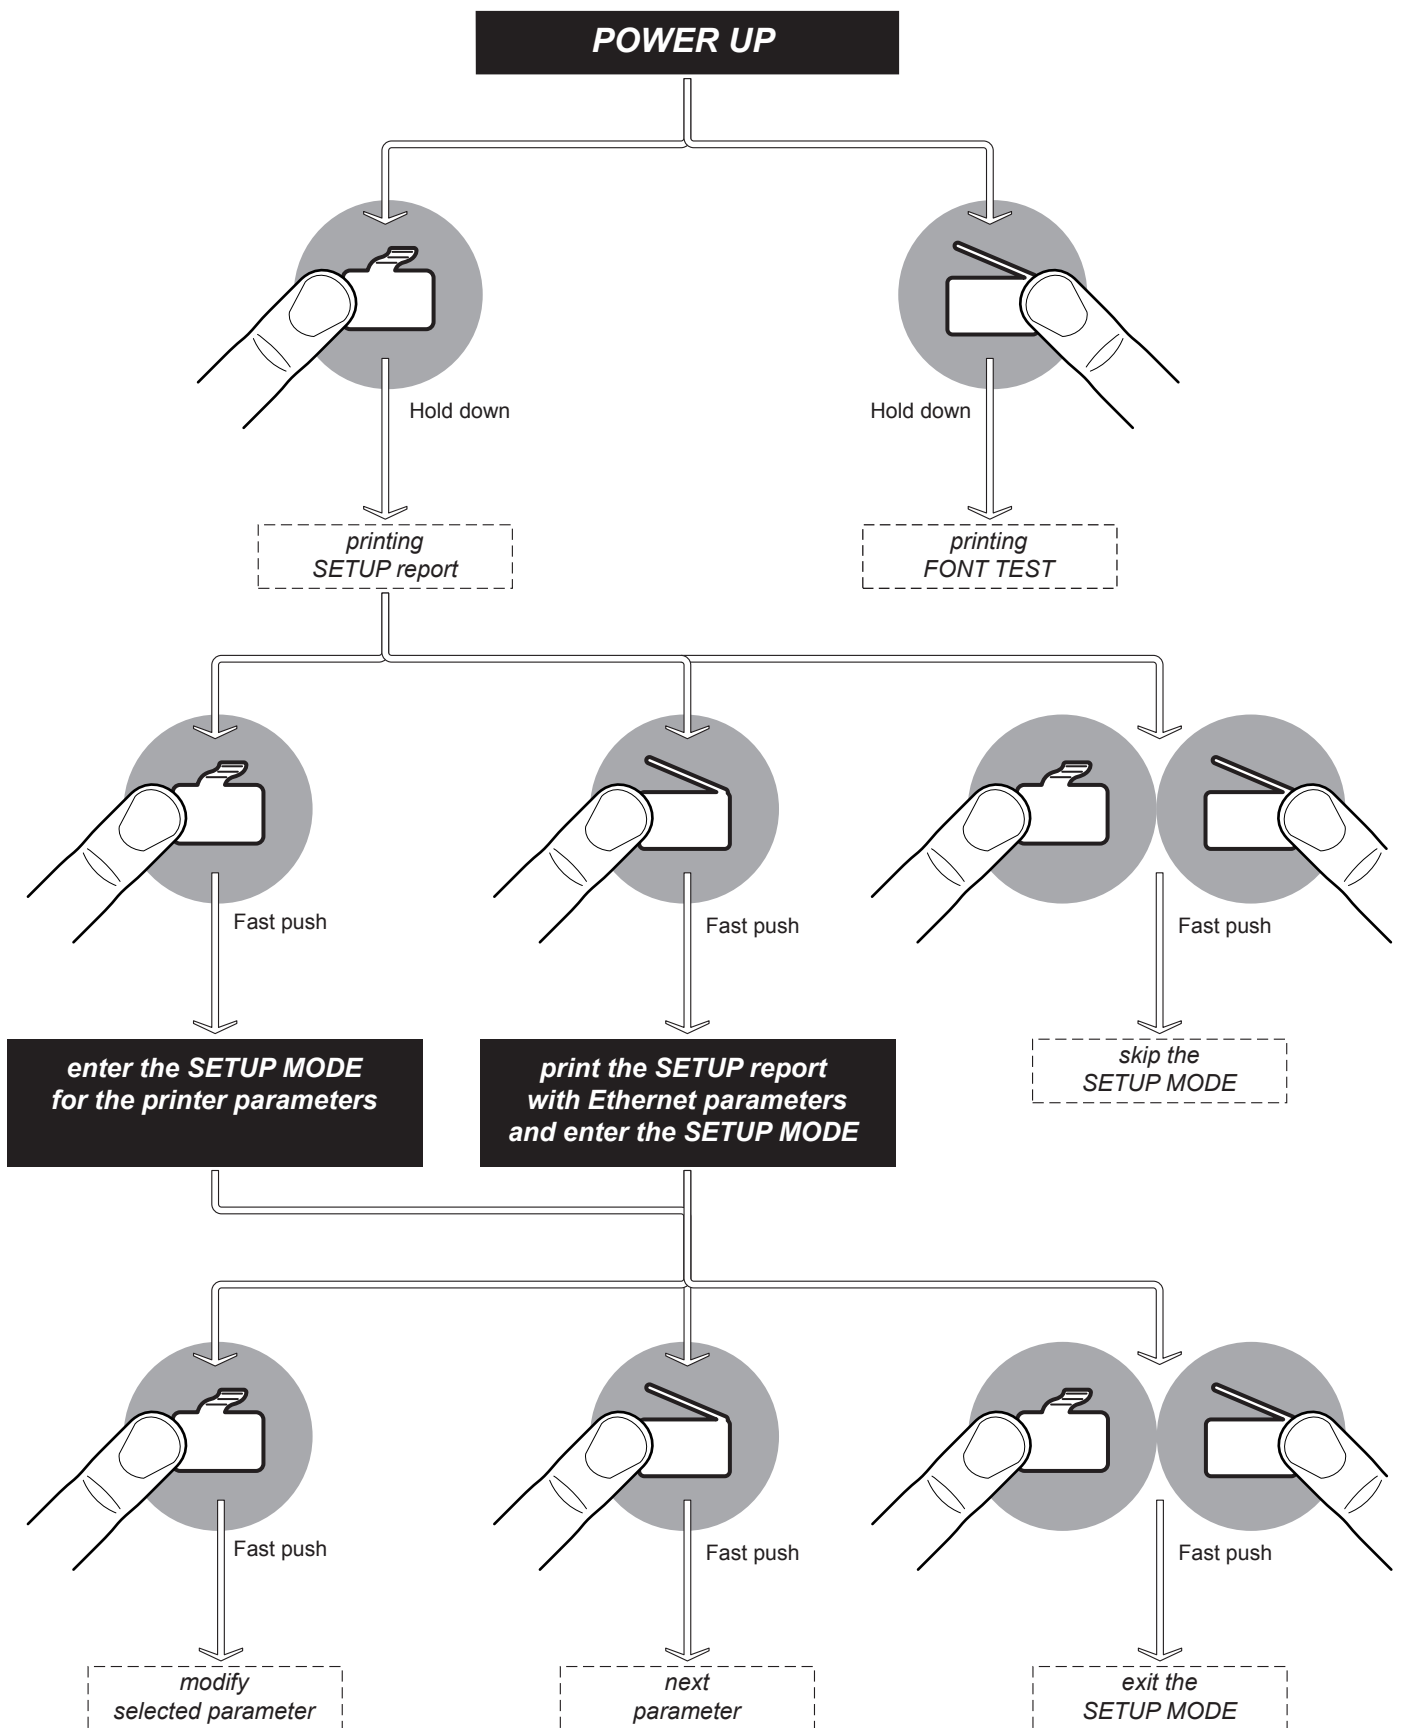 POWER UP
Hold down
Hold down
printing
SETUP report
printing
FONT TEST
Fast push
Fast push
Fast push
enter the SETUP MODE
for the printer parameters
print the SETUP report
with Ethernet parameters
and enter the SETUP MODE
skip the
SETUP MODE
Fast push
Fast push
Fast push
modify
selected parameter
next
parameter
exit the
SETUP MODE